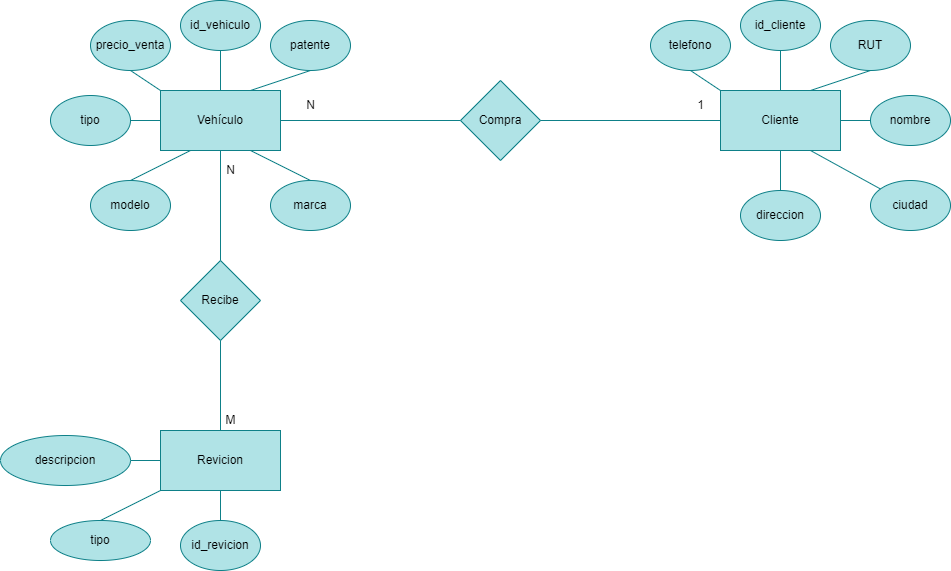 id_vehiculo
id_cliente
precio_venta
patente
telefono
RUT
N
1
tipo
Vehículo
Compra
Cliente
nombre
N
modelo
marca
direccion
ciudad
Recibe
M
descripcion
Revicion
tipo
id_revicion